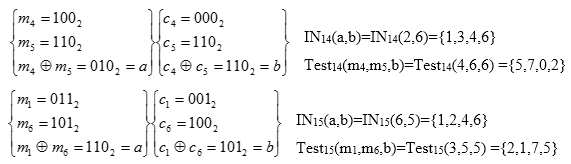 m₄ = 100₂ c₄ = 000₂
m₅ = 110₂ c₅ = 110₂ IN₁₄(a,b)=IN₁₄(2,6)={1,3,4,6}
m₄ ⊕ m₅ = 010₂ = a c₄ ⊕ c₅ = 110₂ = b Test₁₄(m₄,m₅,b)=Test₁₄(4,6,6) ={5,7,0,2}
m₁ = 011₂ c₁ = 001₂
m₆ = 101₂ c₆ = 100₂ IN₁₅(a,b)=IN₁₅(6,5)={1,2,4,6}
m₁ ⊕ m₆ = 110₂ = a c₁ ⊕ c₆ = 101₂ = b Test₁₅(m₁,m₆,b)=Test₁₅(3,5,5) ={2,1,7,5}